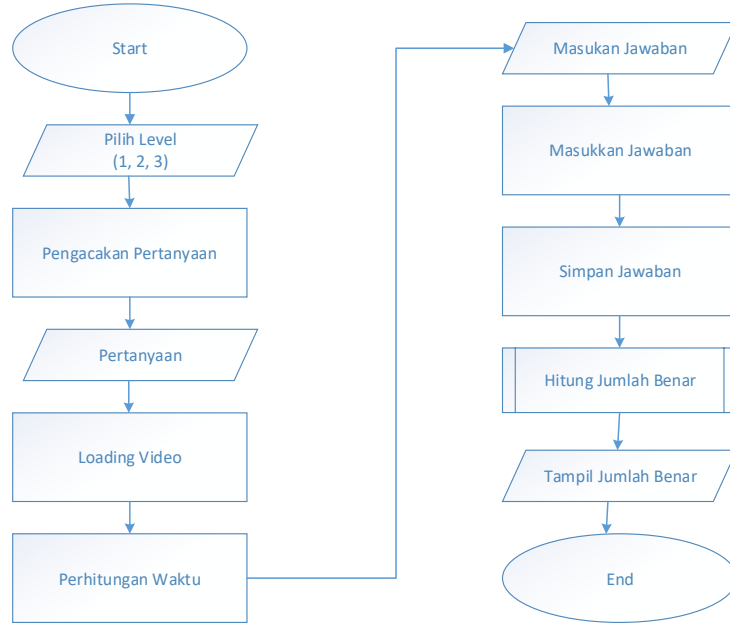 Start
Pilih Level
(1, 2, 3)
Pengacakan Pertanyaan
Pertanyaan
Loading Video
Perhitungan Waktu
Masukan Jawaban
Masukkan Jawaban
Simpan Jawaban
Hitung Jumlah Benar
Tampil Jumlah Benar
End